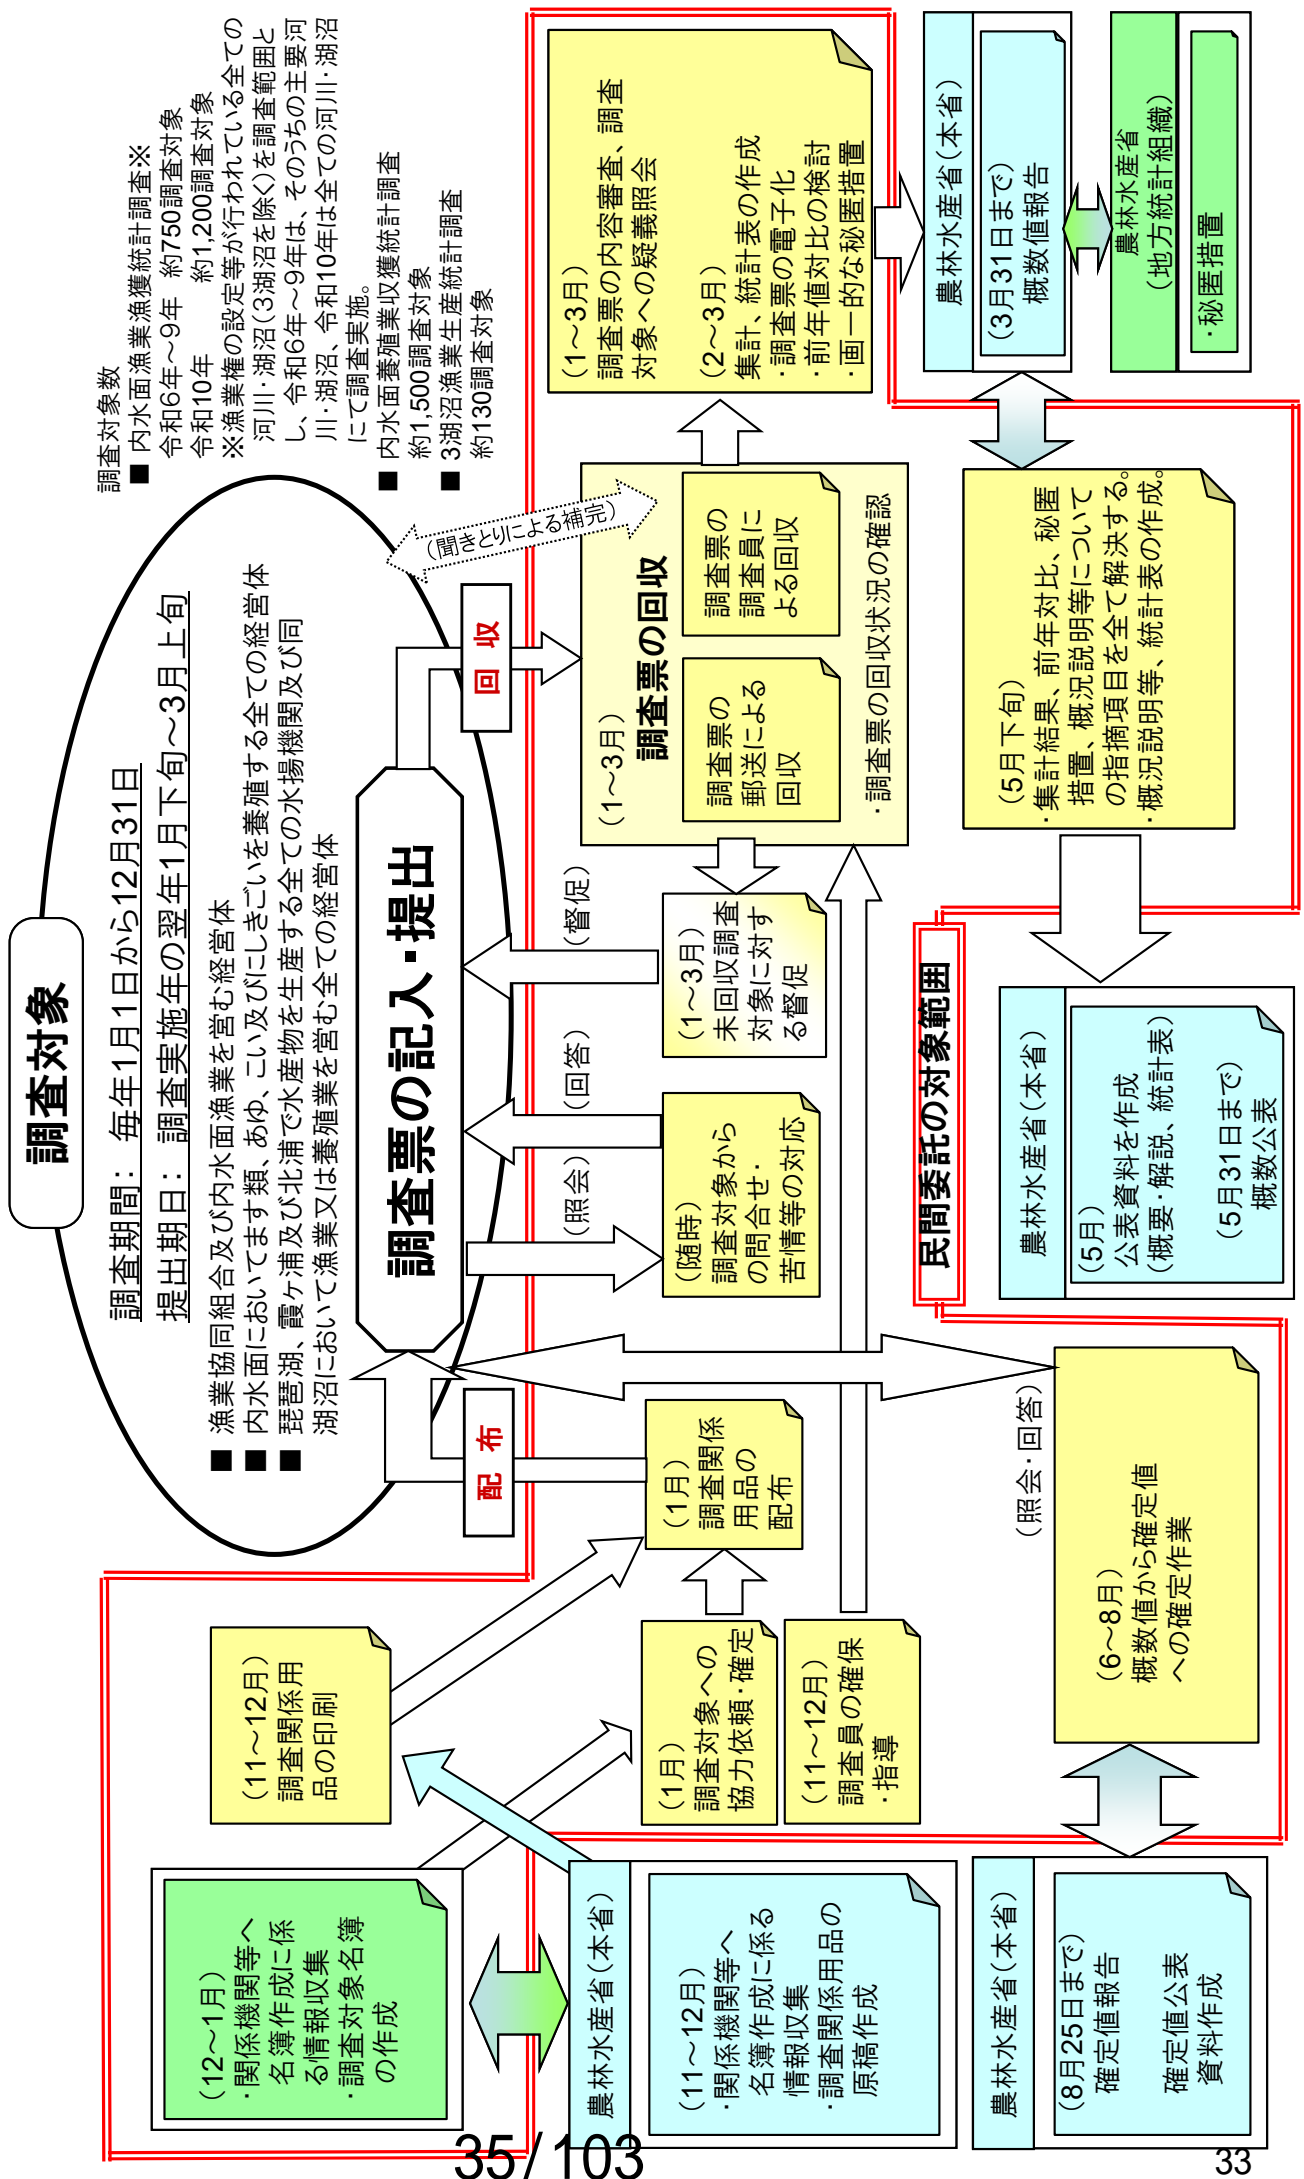 調査対象
調査期間： 毎年1月1日から12月31日
提出期日： 調査実施年の翌年1月下旬～3月上旬
■ 漁業協同組合及び内水面漁業を営む経営体
■ 内水面においてます類、あゆ、こい及びにしきごいを養殖する全ての経営体
■ 琵琶湖、霞ヶ浦及び北浦で水産物を生産する全ての水揚機関及び同
湖沼において漁業又は養殖業を営む全ての経営体
調査票の記入・提出
調査対象数
■ 内水面漁業漁獲統計調査※
令和6年～9年 約750調査対象
令和10年 約1,200調査対象
※漁業権の設定等が行われている全ての
河川・湖沼（3湖沼を除く）を調査範囲と
し、令和6年～9年は、そのうちの主要河
川・湖沼、令和10年は全ての河川・湖沼
にて調査実施。
■ 内水面養殖業収獲統計調査
約1,500調査対象
■ 3湖沼漁業生産統計調査
約130調査対象
配 布
（照会）
（回答）
（督促）
回 収
（聞きとりによる補完）
（12～1月）
・関係機関等へ
名簿作成に係
る情報収集
・調査対象名簿
の作成
（11～12月）
調査関係用
品の印刷
農林水産省（本省）
（11～12月）
・関係機関等へ
名簿作成に係る
情報収集
・調査関係用品の
原稿作成
（1月）
調査対象への
協力依頼・確定
（11～12月）
調査員の確保
・指導
（1月）
調査関係
用品の
配布
（随時）
調査対象から
の問合せ・
苦情等の対応
（1～3月）
未回収調査
対象に対す
る督促
（1～3月）
調査票の回収
調査票の
郵送による
回収
調査票の
調査員に
よる回収
・調査票の回収状況の確認
（1～3月）
調査票の内容審査、調査
対象への疑義照会
（2～3月）
集計、統計表の作成
・調査票の電子化
・前年値対比の検討
・画一的な秘匿措置
農林水産省（本省）
（3月31日まで）
概数値報告
農林水産省
（地方統計組織）
・秘匿措置
（5月下旬）
・集計結果、前年対比、秘匿
措置、概況説明等について
の指摘項目を全て解決する。
・概況説明等、統計表の作成。
民間委託の対象範囲
農林水産省（本省）
（5月）
公表資料を作成
（概要・解説、統計表）
（5月31日まで）
概数公表
（照会・回答）
（6～8月）
概数値から確定値
への確定作業
農林水産省（本省）
（8月25日まで）
確定値報告
確定値公表
資料作成
35/103
33